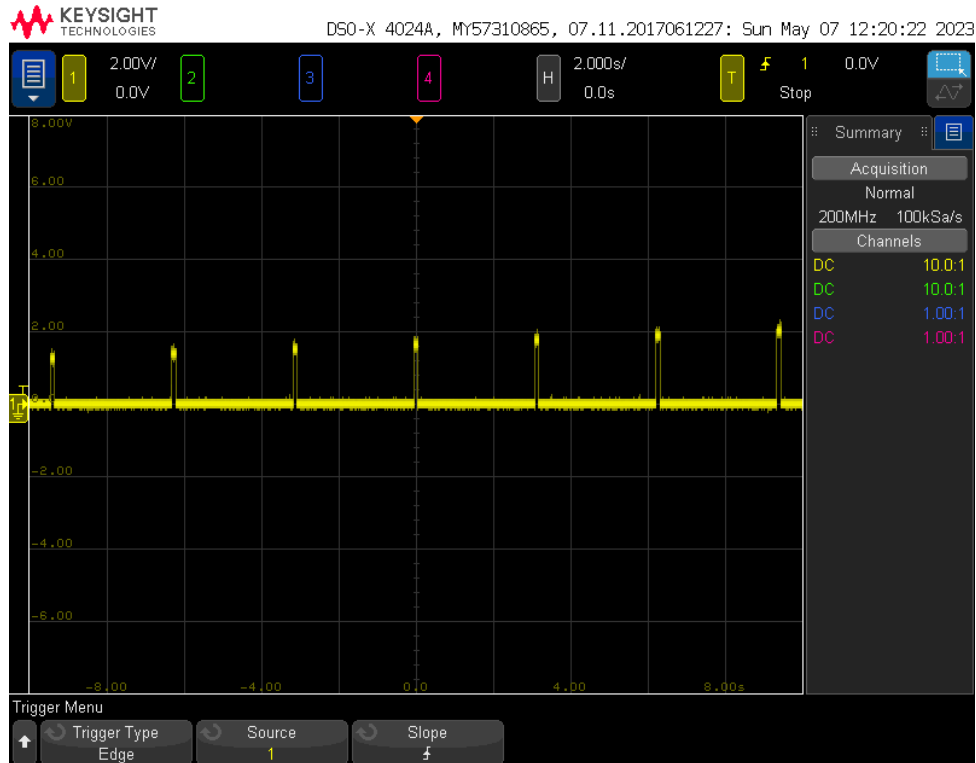 KEYSIGHT
TECHNOLOGIES
DSO-X 4024A, MY57310865, 07.11.2017061227: Sun May 07 12:20:22 2023
1 2.00V/ 2 3 4 H 2.000s/ T 1 0.0V
0.0V 0.0s Stop
8.00V
6.00
4.00
2.00
T
1
-2.00
-4.00
-6.00
-8.00 -4.00 0.0 4.00 8.00s
Summary
Acquisition
Normal
200MHz 100kSa/s
Channels
DC 10.0:1
DC 10.0:1
DC 1.00:1
DC 1.00:1
Trigger Menu
Trigger Type
Edge
Source
1
Slope